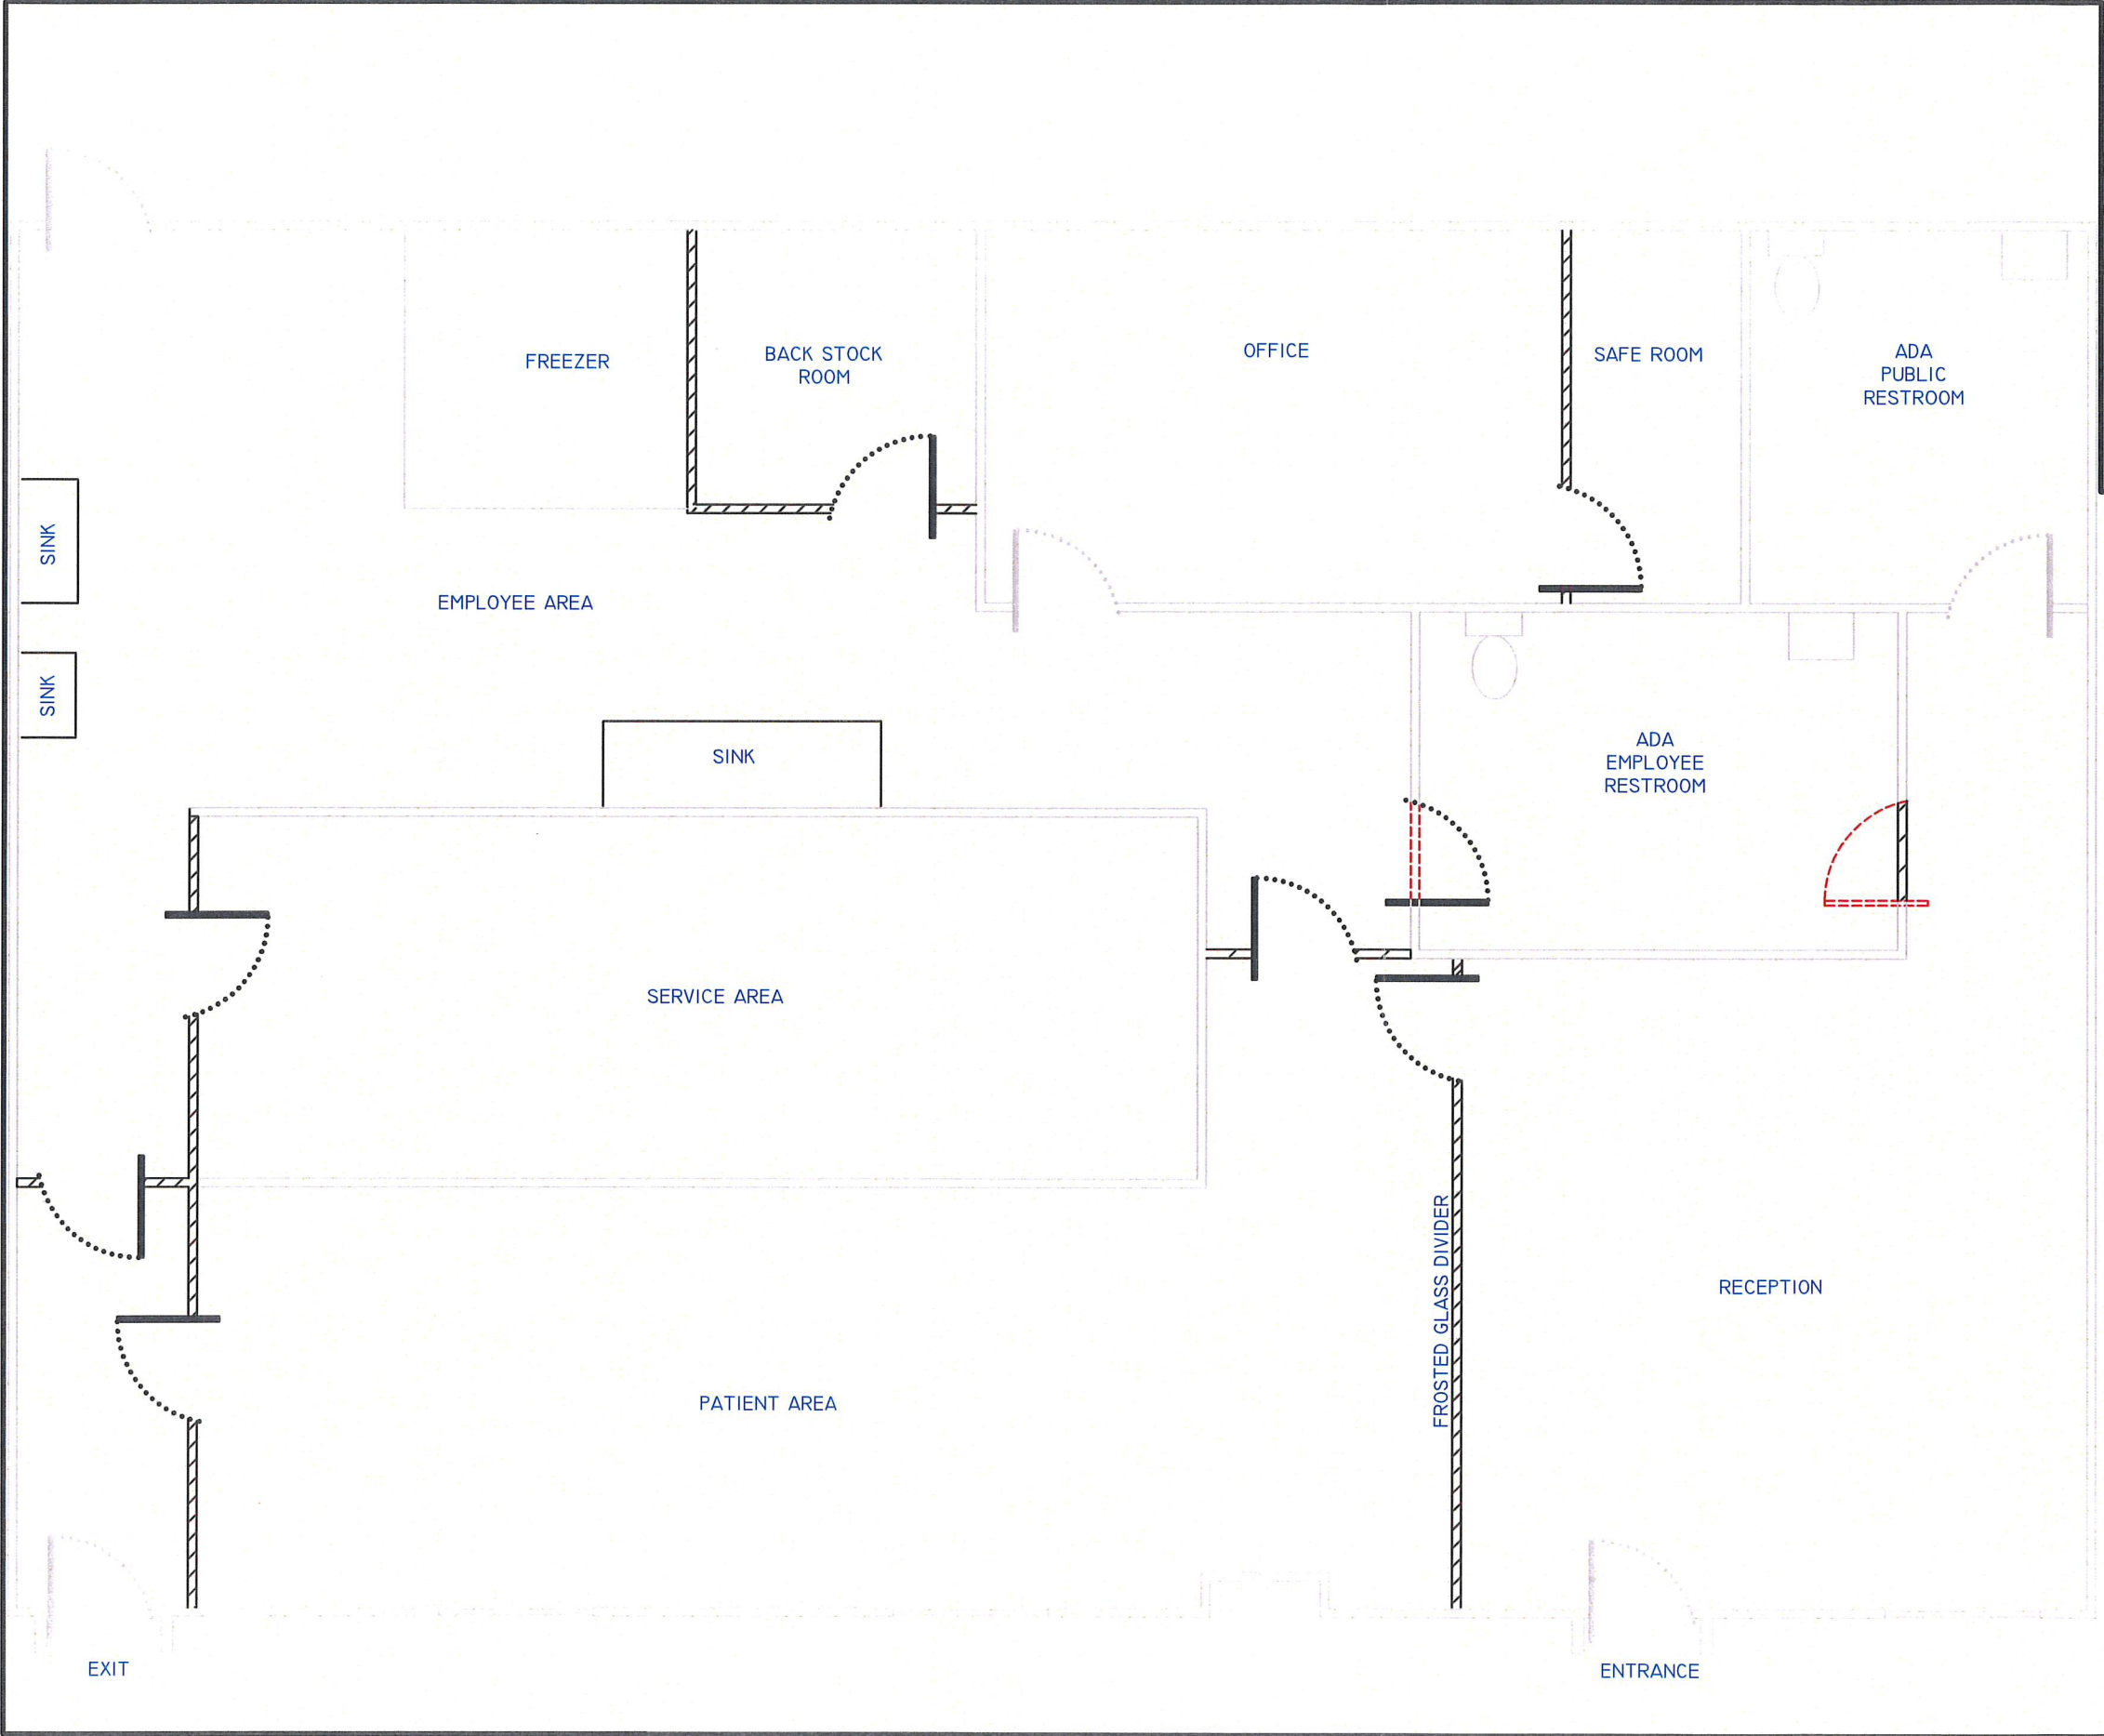 FREEZER
BACK STOCK
ROOM
OFFICE
SAFE ROOM
ADA
PUBLIC
RESTROOM
SINK
EMPLOYEE AREA
SINK
SINK
ADA
EMPLOYEE
RESTROOM
SERVICE AREA
FROSTED GLASS DIVIDER
RECEPTION
PATIENT AREA
EXIT
ENTRANCE